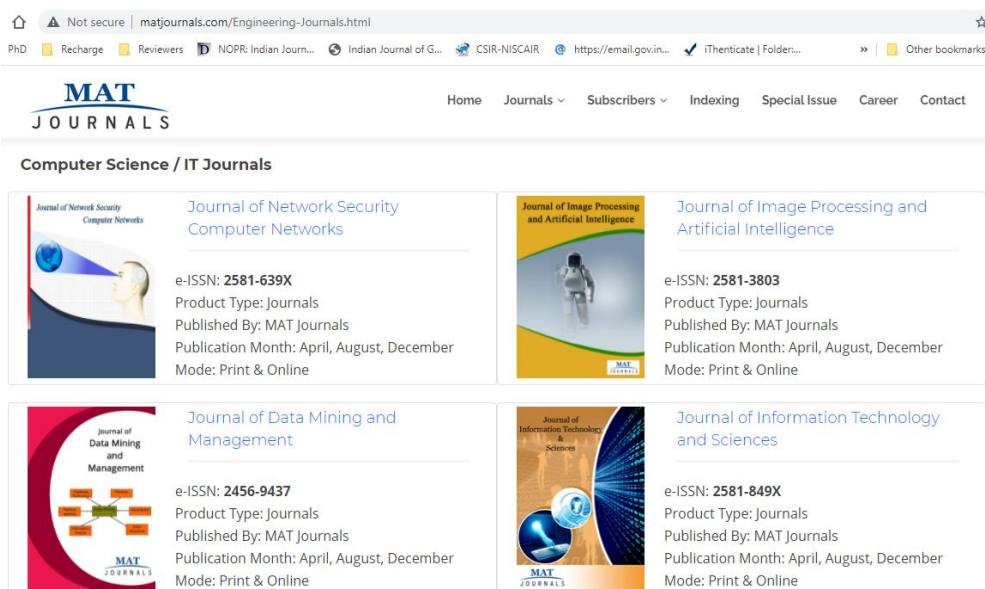 Not secure | matjournals.com/Engineering-Journals.html
PhD Recharge Reviewers NOPR: Indian Journ... Indian Journal of G... CSIR-NISCAIR https://email.gov.in... iThenticate | Folder:... » Other bookmarks
MAT
JOURNALS
Home Journals Subscribers Indexing Special Issue Career Contact
Computer Science / IT Journals
Journal of Network Security
Computer Networks
Journal of Network Security
Computer Networks
e-ISSN: 2581-639X
Product Type: Journals
Published By: MAT Journals
Publication Month: April, August, December
Mode: Print & Online
Journal of Image Processing
and Artificial Intelligence
MAT
JOURNALS
Journal of Image Processing and
Artificial Intelligence
e-ISSN: 2581-3803
Product Type: Journals
Published By: MAT Journals
Publication Month: April, August, December
Mode: Print & Online
Journal of
Data Mining
and
Management
MAT
JOURNALS
Journal of Data Mining and
Management
e-ISSN: 2456-9437
Product Type: Journals
Published By: MAT Journals
Publication Month: April, August, December
Mode: Print & Online
Journal of
Information Technology
&
Sciences
MAT
JOURNALS
Journal of Information Technology
and Sciences
e-ISSN: 2581-849X
Product Type: Journals
Published By: MAT Journals
Publication Month: April, August, December
Mode: Print & Online